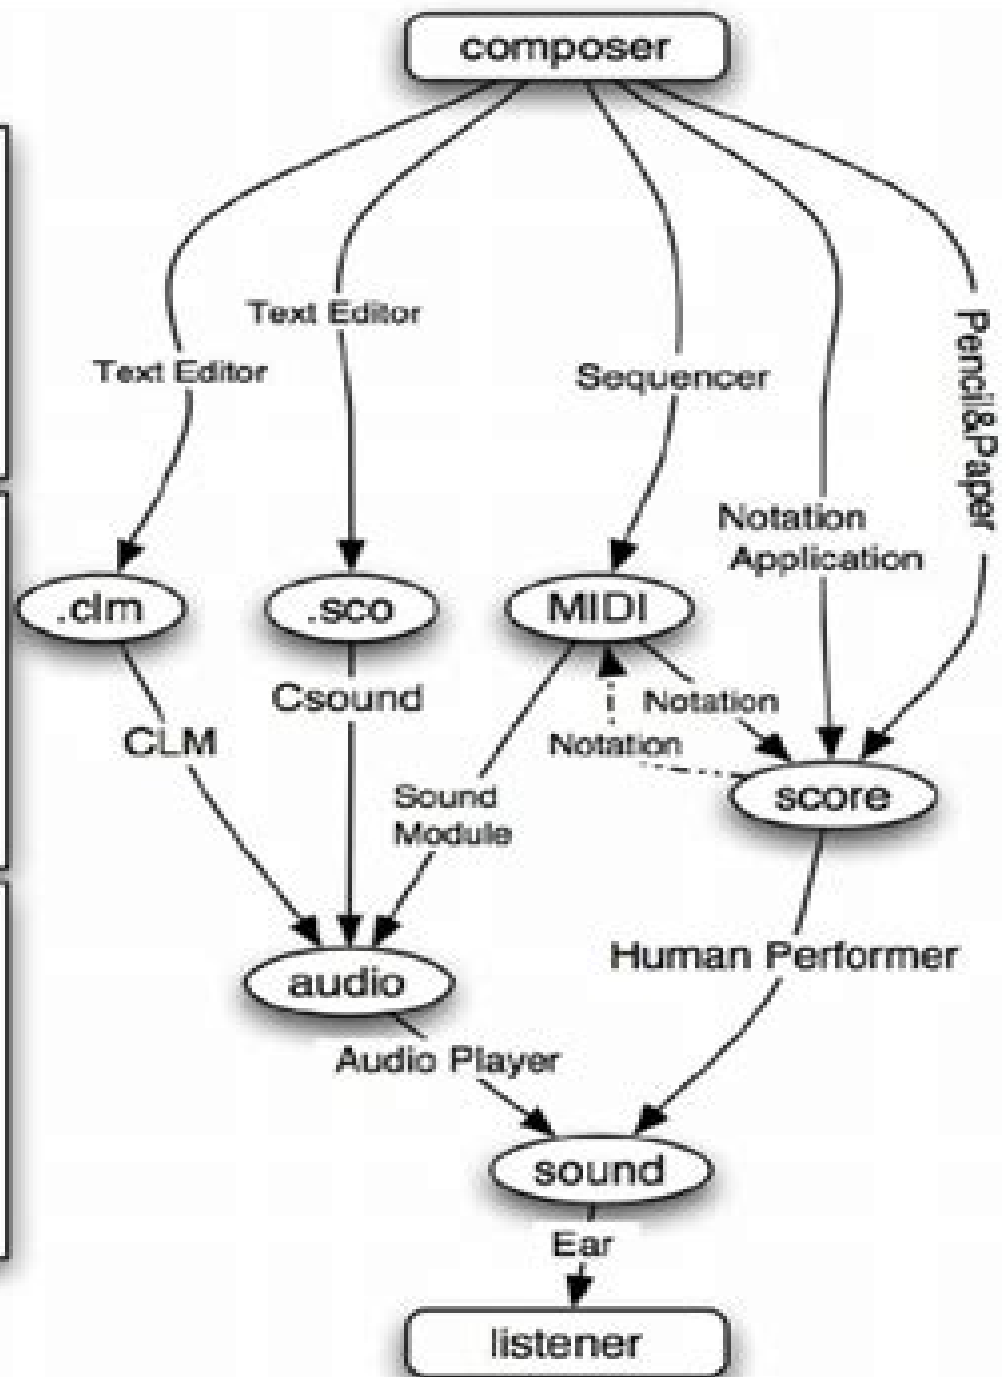 composer
Text Editor
Text Editor
Sequencer
Pencil&Paper
Notation
Application
.clm
.sco
MIDI
Csound
Notation
CLM
Notation
Sound
Module
score
Human Performer
audio
Audio Player
sound
Ear
listener